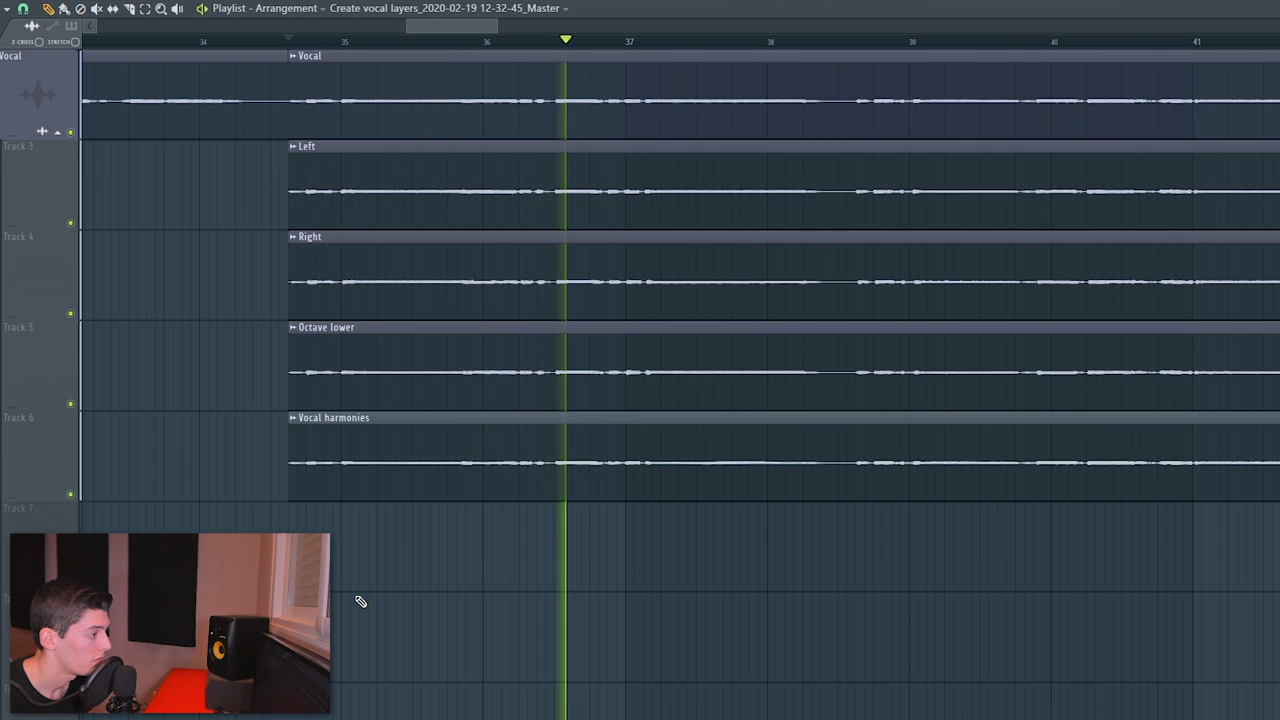 Playlist - Arrangement › Create vocal layers_2020-02-19 12-32-45_Master
Z-CROSS STRETCH 34 35 36 37 38 39 40 41
Vocal Vocal
Track 3 Left
Track 4 Right
Track 5 Octave lower
Track 6 Vocal harmonies
Track 7